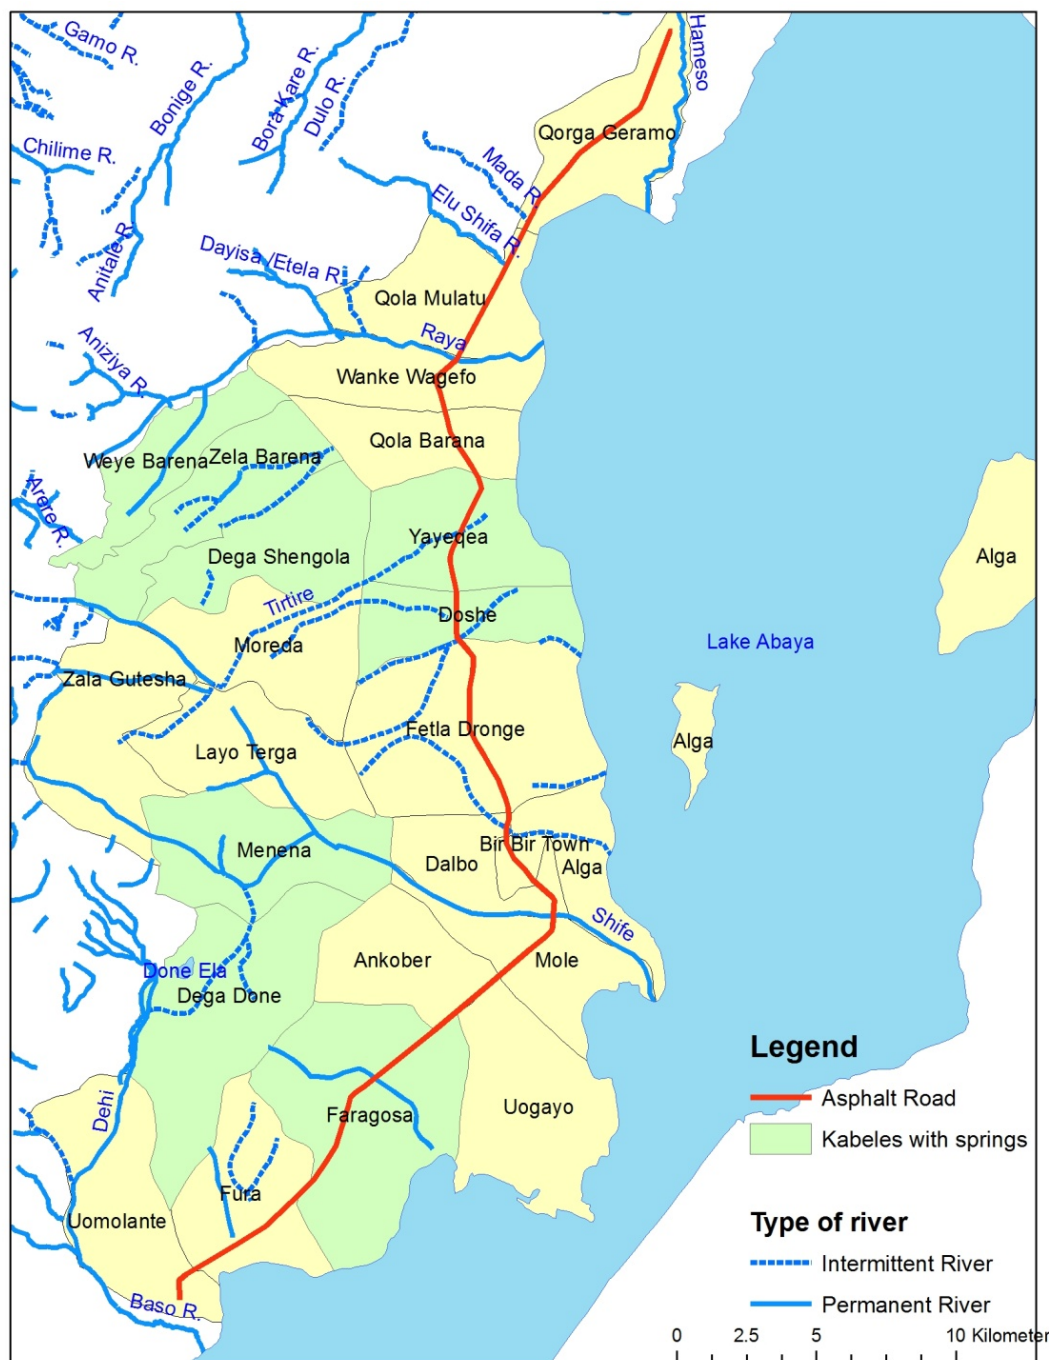 Gamo R.
Hameso
Bonige R.
Bora Kare R.
Dulo R.
Qorga Geramo
Chilime R.
Mada R.
Elu Shifa R.
Anitale R.
Dayisa /Etela R.
Qola Mulatu
Raya
Aniziya R.
Wanke Wagefo
Qola Barana
Weye Barena
Zela Barena
Arere R.
Yayeqea
Dega Shengola
Alga
Tirtire
Doshe
Moreda
Lake Abaya
Zala Gutesha
Fetla Dronge
Alga
Layo Terga
Bir Bir Town
Menena
Dalbo
Alga
Shife
Ankober
Mole
Done Ela
Dega Done
Legend
Asphalt Road
Kabeles with springs
Dehi
Faragosa
Uogayo
Fura
Uomolante
Type of river
Intermittent River
Permanent River
Baso R.
0 2.5 5 10 Kilometer